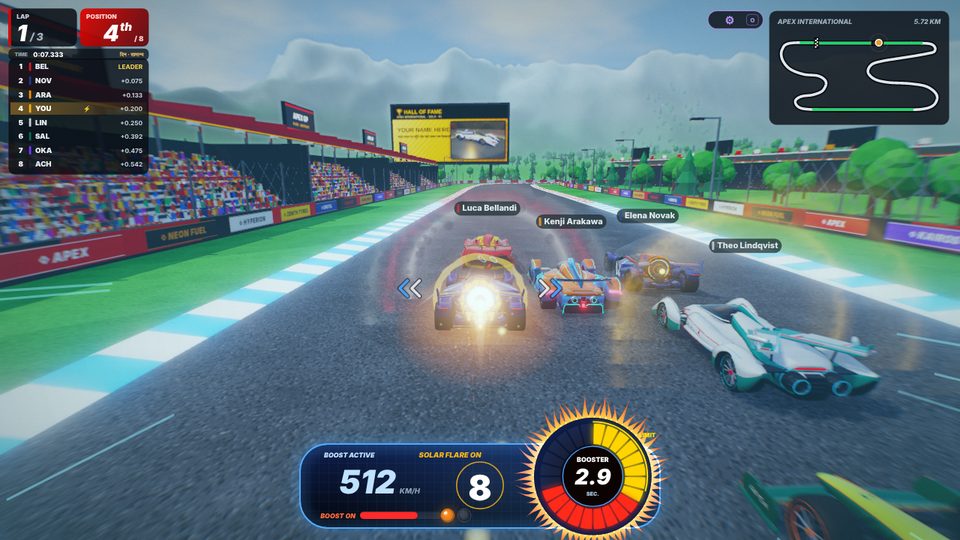 LAP
1 / 3
POSITION
4th / 8
TIME 0:07.333
1 BEL LEADER
2 NOV +0.075
3 ARA +0.133
4 YOU +0.200
5 LIN +0.250
6 SAL +0.392
7 OKA +0.475
8 ACH +0.542
APEX INTERNATIONAL 5.72 KM
HALL OF FAME
YOUR NAME HERE
Luca Bellandi
Kenji Arakawa
Elena Novak
Theo Lindqvist
APEX
NEON FUEL
HYPERION
APEX
BOOST ACTIVE
SOLAR FLARE ON
512 KM/H
8
BOOST ON
BOOSTER
2.9
SEC.